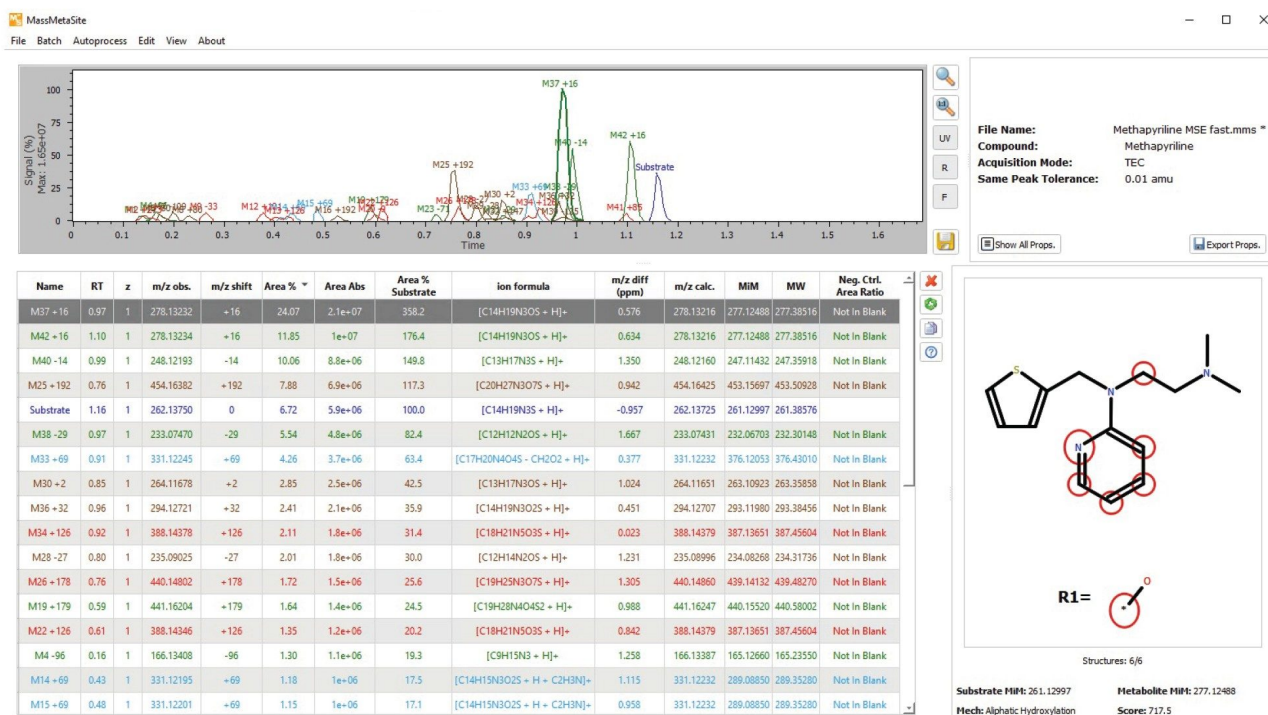 MassMetaSite
File Batch Autoprocess Edit View About
100
75
50
25
0
Signal (%)
Max: 1.65e+07
0 0.1 0.2 0.3 0.4 0.5 0.6 0.7 0.8 0.9 1 1.1 1.2 1.3 1.4 1.5 1.6
Time
M37 +16
M42 +16
Substrate
M25 +192
M33 +69
M30 +2
M23 -71
M16 +192
M41 +85
UV
R
F
File Name: Methapyriline MSE fast.mms *
Compound: Methapyriline
Acquisition Mode: TEC
Same Peak Tolerance: 0.01 amu
Show All Props. Export Props.
Name RT z m/z obs. m/z shift Area % Area Abs Area % Substrate ion formula m/z diff (ppm) m/z calc. MiM MW Neg. Ctrl. Area Ratio
M37 +16 0.97 1 278.13232 +16 24.07 2.1e+07 358.2 [C14H19N3OS + H]+ 0.576 278.13216 277.12488 277.38516 Not In Blank
M42 +16 1.10 1 278.13234 +16 11.85 1e+07 176.4 [C14H19N3OS + H]+ 0.634 278.13216 277.12488 277.38516 Not In Blank
M40 -14 0.99 1 248.12193 -14 10.06 8.8e+06 149.8 [C13H17N3S + H]+ 1.350 248.12160 247.11432 247.35918 Not In Blank
M25 +192 0.76 1 454.16382 +192 7.88 6.9e+06 117.3 [C20H27N3O7S + H]+ 0.942 454.16425 453.15697 453.50928 Not In Blank
Substrate 1.16 1 262.13750 0 6.72 5.9e+06 100.0 [C14H19N3S + H]+ -0.957 262.13725 261.12997 261.38576
M38 -29 0.97 1 233.07470 -29 5.54 4.8e+06 82.4 [C12H12N2OS + H]+ 1.667 233.07431 232.06703 232.30148 Not In Blank
M33 +69 0.91 1 331.12245 +69 4.26 3.7e+06 63.4 [C17H20N4O4S - CH2O2 + H]+ 0.377 331.12232 376.12053 376.43010 Not In Blank
M30 +2 0.85 1 264.11678 +2 2.85 2.5e+06 42.5 [C13H17N3OS + H]+ 1.024 264.11651 263.10923 263.35858 Not In Blank
M36 +32 0.96 1 294.12721 +32 2.41 2.1e+06 35.9 [C14H19N3O2S + H]+ 0.451 294.12707 293.11980 293.38456 Not In Blank
M34 +126 0.92 1 388.14378 +126 2.11 1.8e+06 31.4 [C18H21N5O3S + H]+ 0.023 388.14379 387.13651 387.45604 Not In Blank
M28 -27 0.80 1 235.09025 -27 2.01 1.8e+06 30.0 [C12H14N2OS + H]+ 1.231 235.08996 234.08268 234.31736 Not In Blank
M26 +178 0.76 1 440.14802 +178 1.72 1.5e+06 25.6 [C19H25N3O7S + H]+ 1.305 440.14860 439.14132 439.48270 Not In Blank
M19 +179 0.59 1 441.16204 +179 1.64 1.4e+06 24.5 [C19H28N4O4S2 + H]+ 0.988 441.16247 440.15520 440.58002 Not In Blank
M22 +126 0.61 1 388.14346 +126 1.35 1.2e+06 20.2 [C18H21N5O3S + H]+ 0.842 388.14379 387.13651 387.45604 Not In Blank
M4 -96 0.16 1 166.13408 -96 1.30 1.1e+06 19.3 [C9H15N3 + H]+ 1.258 166.13387 165.12660 165.23550 Not In Blank
M14 +69 0.43 1 331.12195 +69 1.18 1e+06 17.5 [C14H15N3O2S + H + C2H3N]+ 1.115 331.12232 289.08850 289.35280 Not In Blank
M15 +69 0.48 1 331.12201 +69 1.15 1e+06 17.1 [C14H15N3O2S + H + C2H3N]+ 0.958 331.12232 289.08850 289.35280 Not In Blank
S
N
N
N
R1=
O
*
Structures: 6/6
Substrate MiM: 261.12997 Metabolite MiM: 277.12488
Mech: Aliphatic Hydroxylation Score: 717.5